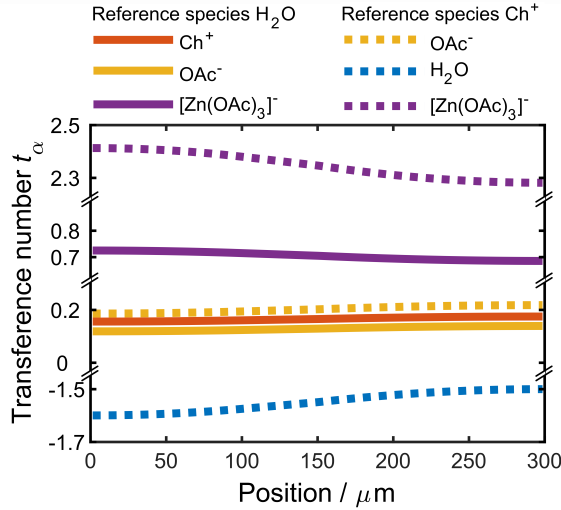 Reference species H₂O
Ch⁺
OAc⁻
[Zn(OAc)₃]⁻
Reference species Ch⁺
OAc⁻
H₂O
[Zn(OAc)₃]⁻
Transference number tα
2.5
2.3
0.8
0.7
0.2
0
-1.5
-1.7
0 50 100 150 200 250 300
Position / μm